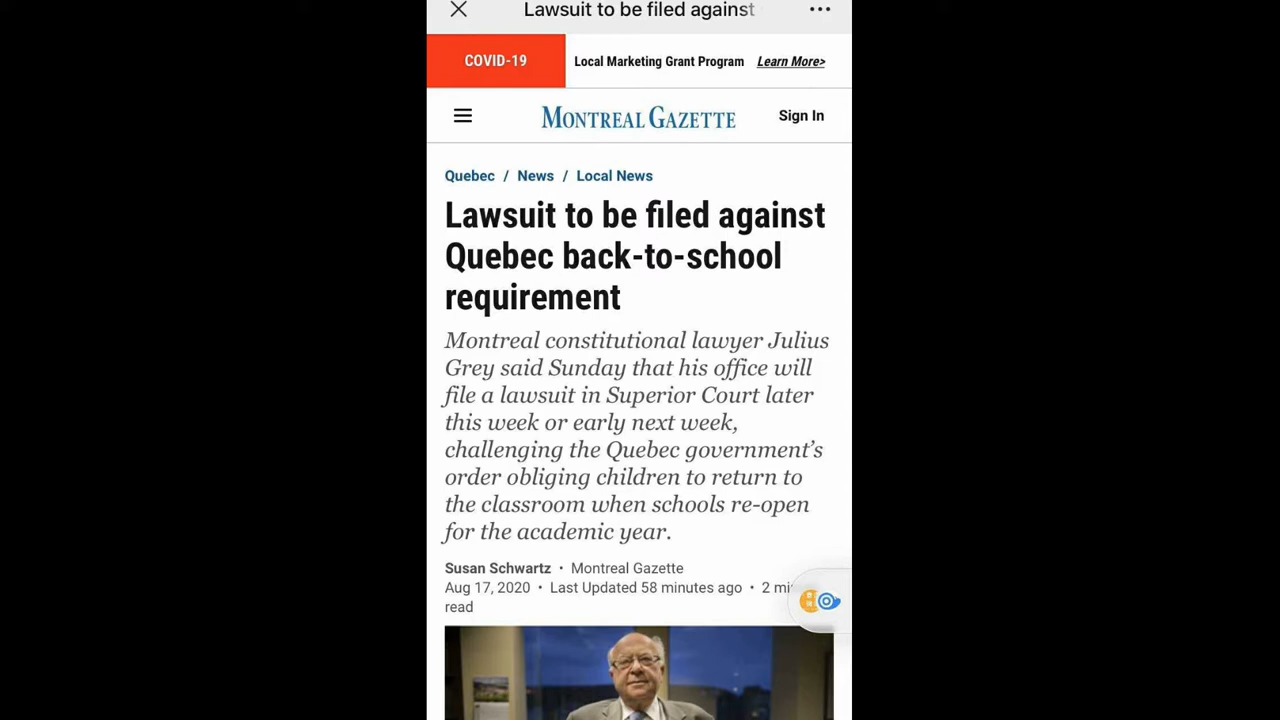 Lawsuit to be filed against
COVID-19 Local Marketing Grant Program Learn More>
MONTREAL GAZETTE Sign In
Quebec / News / Local News
Lawsuit to be filed against
Quebec back-to-school
requirement
Montreal constitutional lawyer Julius
Grey said Sunday that his office will
file a lawsuit in Superior Court later
this week or early next week,
challenging the Quebec government's
order obliging children to return to
the classroom when schools re-open
for the academic year.
Susan Schwartz • Montreal Gazette
Aug 17, 2020 • Last Updated 58 minutes ago • 2
read